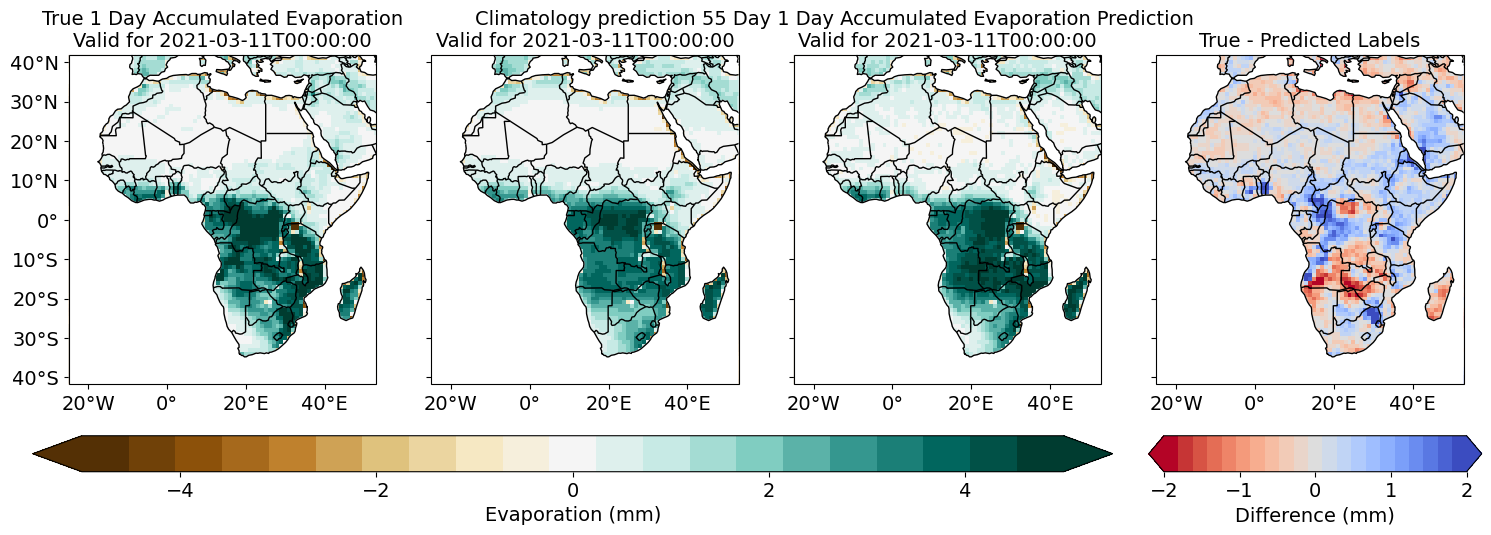 True 1 Day Accumulated Evaporation
Valid for 2021-03-11T00:00:00
Climatology prediction 55 Day 1 Day Accumulated Evaporation Prediction
Valid for 2021-03-11T00:00:00
Valid for 2021-03-11T00:00:00
True - Predicted Labels
40°N
30°N
20°N
10°N
0°
10°S
20°S
30°S
40°S
20°W 0° 20°E 40°E
20°W 0° 20°E 40°E
20°W 0° 20°E 40°E
20°W 0° 20°E 40°E
−4 −2 0 2 4
Evaporation (mm)
−2 −1 0 1 2
Difference (mm)